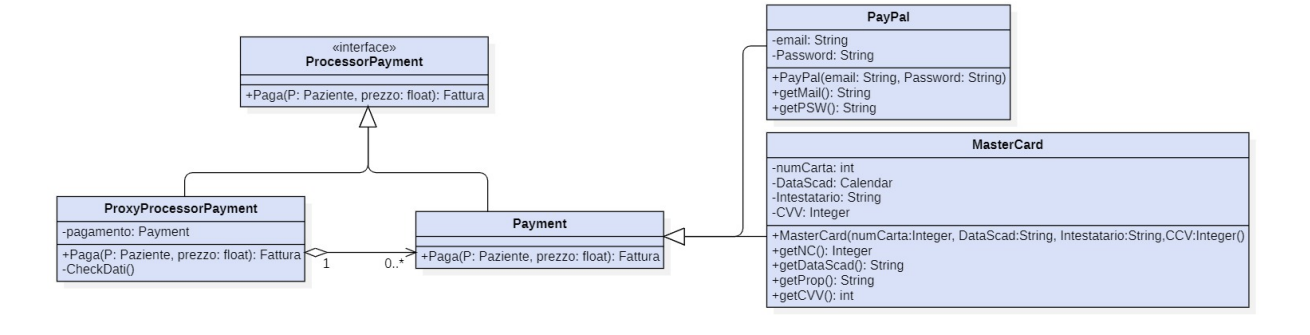 «interface»
ProcessorPayment
+Paga(P: Paziente, prezzo: float): Fattura
ProxyProcessorPayment
-pagamento: Payment
+Paga(P: Paziente, prezzo: float): Fattura
-CheckDati()
1
0..*
Payment
+Paga(P: Paziente, prezzo: float): Fattura
PayPal
-email: String
-Password: String
+PayPal(email: String, Password: String)
+getMail(): String
+getPSW(): String
MasterCard
-numCarta: int
-DataScad: Calendar
-Intestatario: String
-CVV: Integer
+MasterCard(numCarta:Integer, DataScad:String, Intestatario:String,CCV:Integer()
+getNC(): Integer
+getDataScad(): String
+getProp(): String
+getCVV(): int